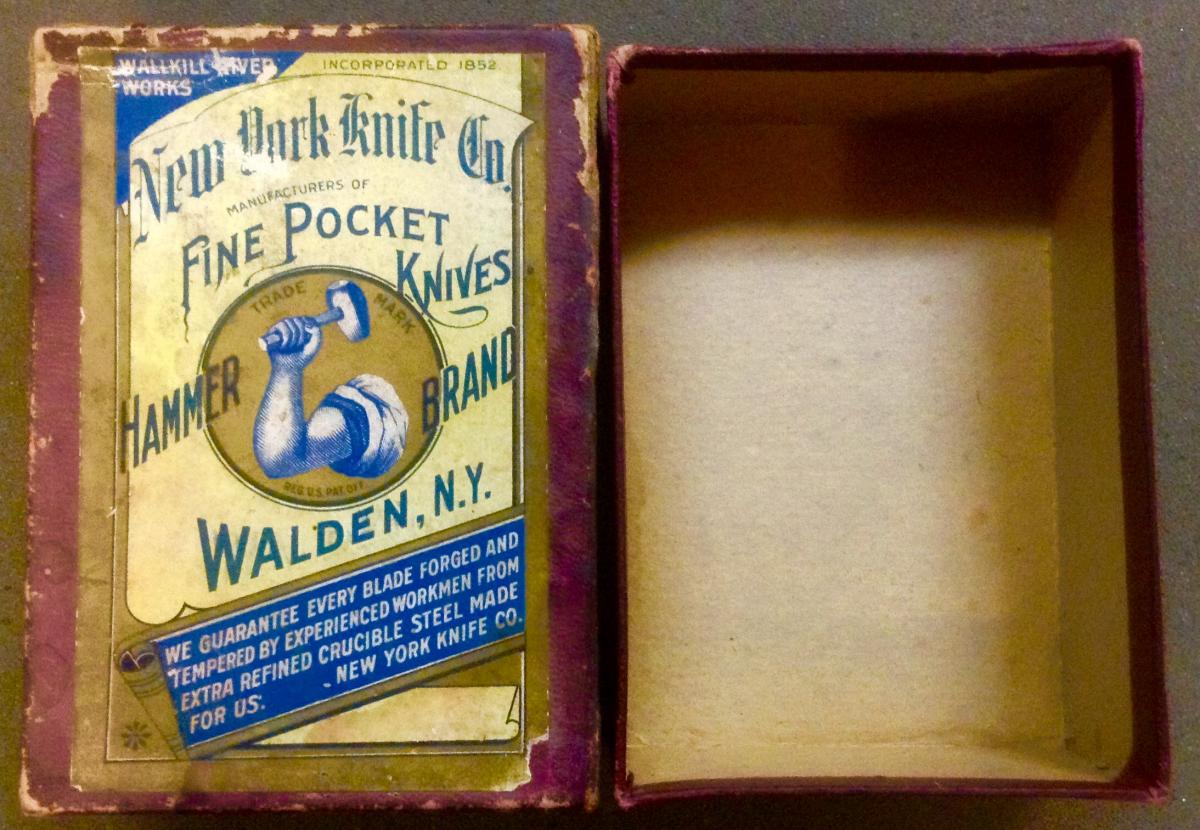 WALLKILL RIVER
WORKS
INCORPORATED 1852
New York Knife Co.
MANUFACTURERS OF
FINE POCKET
KNIVES
TRADE MARK
HAMMER BRAND
REG. U.S. PAT. OFF.
WALDEN, N.Y.
WE GUARANTEE EVERY BLADE FORGED AND
TEMPERED BY EXPERIENCED WORKMEN FROM
EXTRA REFINED CRUCIBLE STEEL MADE
FOR US. NEW YORK KNIFE CO.